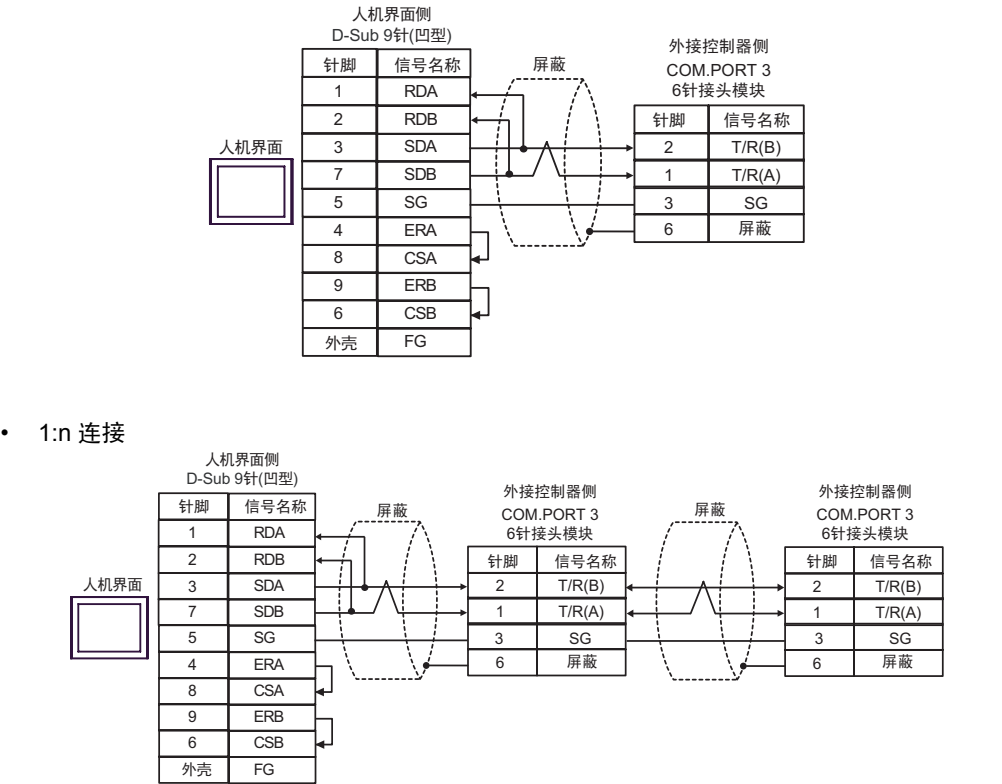 人机界面侧
D-Sub 9针(凹型)
针脚 信号名称
1 RDA
2 RDB
3 SDA
7 SDB
5 SG
4 ERA
8 CSA
9 ERB
6 CSB
外壳 FG
人机界面
屏蔽
外接控制器侧
COM.PORT 3
6针接头模块
针脚 信号名称
2 T/R(B)
1 T/R(A)
3 SG
6 屏蔽
• 1:n 连接
人机界面侧
D-Sub 9针(凹型)
针脚 信号名称
1 RDA
2 RDB
3 SDA
7 SDB
5 SG
4 ERA
8 CSA
9 ERB
6 CSB
外壳 FG
人机界面
屏蔽
外接控制器侧
COM.PORT 3
6针接头模块
针脚 信号名称
2 T/R(B)
1 T/R(A)
3 SG
6 屏蔽
屏蔽
外接控制器侧
COM.PORT 3
6针接头模块
针脚 信号名称
2 T/R(B)
1 T/R(A)
3 SG
6 屏蔽